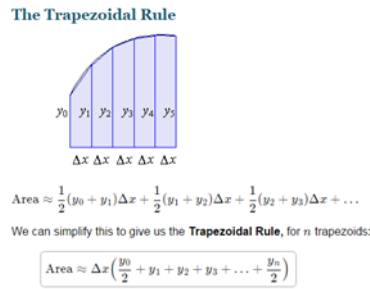 The Trapezoidal Rule
y₀ y₁ y₂ y₃ y₄ y₅
Δx Δx Δx Δx Δx
Area ≈ 1/2(y₀ + y₁)Δx + 1/2(y₁ + y₂)Δx + 1/2(y₂ + y₃)Δx + ...
We can simplify this to give us the Trapezoidal Rule, for n trapezoids:
Area ≈ Δx(y₀/2 + y₁ + y₂ + y₃ + ... + yₙ/2)